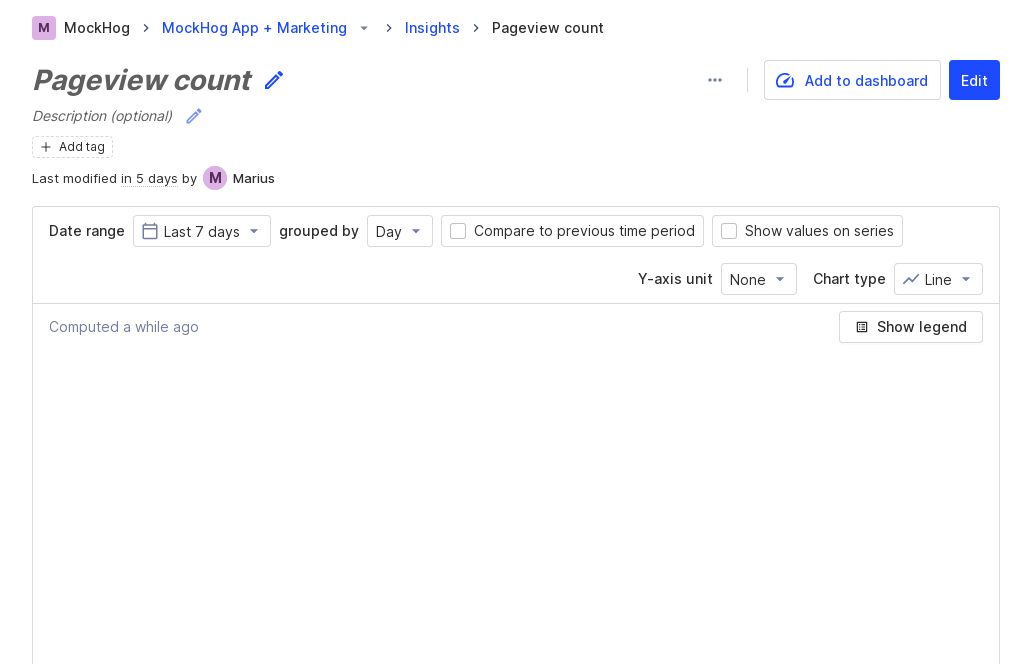 M MockHog MockHog App + Marketing Insights Pageview count
Pageview count
Add to dashboard Edit
Description (optional)
Add tag
Last modified in 5 days by M Marius
Date range Last 7 days grouped by Day Compare to previous time period Show values on series
Y-axis unit None Chart type Line
Computed a while ago Show legend